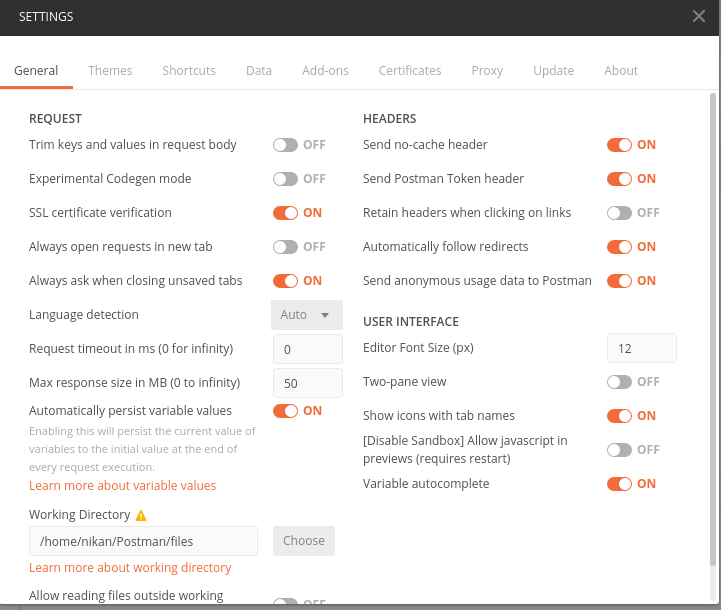 SETTINGS
General Themes Shortcuts Data Add-ons Certificates Proxy Update About
REQUEST
Trim keys and values in request body OFF
Experimental Codegen mode OFF
SSL certificate verification ON
Always open requests in new tab OFF
Always ask when closing unsaved tabs ON
Language detection Auto
Request timeout in ms (0 for infinity) 0
Max response size in MB (0 to infinity) 50
Automatically persist variable values ON
Enabling this will persist the current value of
variables to the initial value at the end of
every request execution.
Learn more about variable values
Working Directory
/home/nikan/Postman/files Choose
Learn more about working directory
Allow reading files outside working OFF
HEADERS
Send no-cache header ON
Send Postman Token header ON
Retain headers when clicking on links OFF
Automatically follow redirects ON
Send anonymous usage data to Postman ON
USER INTERFACE
Editor Font Size (px) 12
Two-pane view OFF
Show icons with tab names ON
[Disable Sandbox] Allow javascript in
previews (requires restart) OFF
Variable autocomplete ON